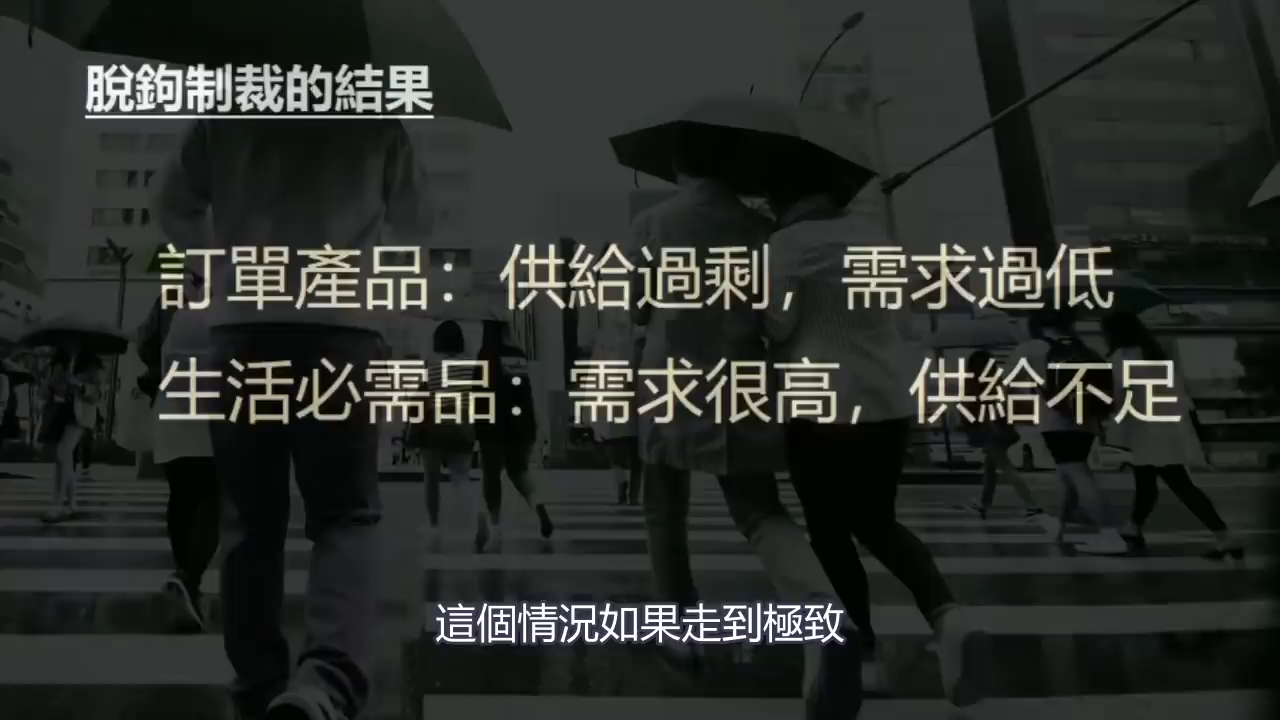 脫鉤制裁的結果
訂單產品：供給過剩，需求過低
生活必需品：需求很高，供給不足
這個情況如果走到極致